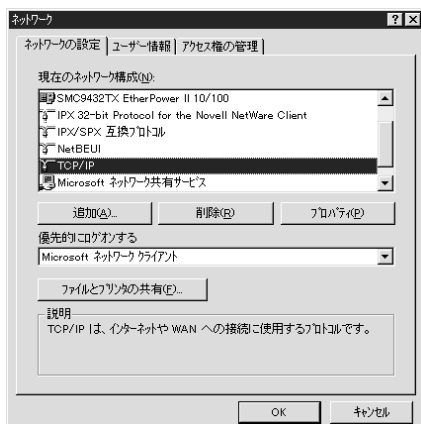 ネットワーク
ネットワークの設定 ユーザー情報 アクセス権の管理
現在のネットワーク構成(N):
SMC9432TX EtherPower II 10/100
IPX 32-bit Protocol for the Novell NetWare Client
IPX/SPX 互換プロトコル
NetBEUI
TCP/IP
Microsoft ネットワーク共有サービス
追加(A)... 削除(R) プロパティ(P)
優先的にログオンする
Microsoft ネットワーク クライアント
ファイルとプリンタの共有(F)...
説明
TCP/IP は、インターネットや WAN への接続に使用するプロトコルです。
OK キャンセル